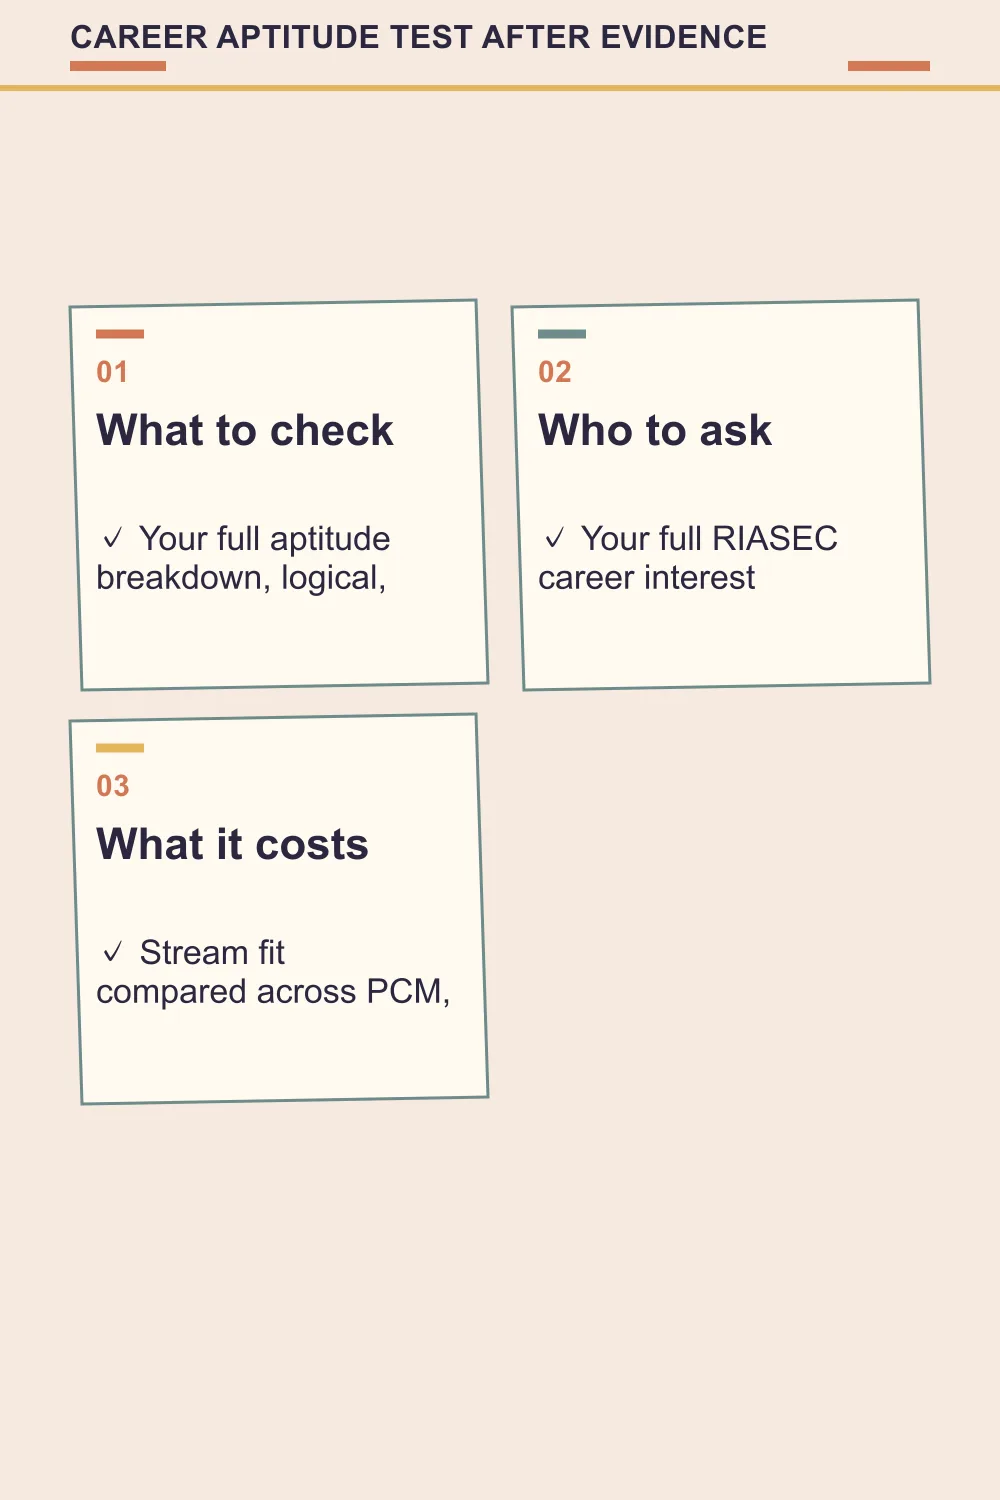 CAREER APTITUDE TEST AFTER EVIDENCE
01
What to check
✓ Your full aptitude
breakdown, logical,
02
Who to ask
✓ Your full RIASEC
career interest
03
What it costs
✓ Stream fit
compared across PCM,